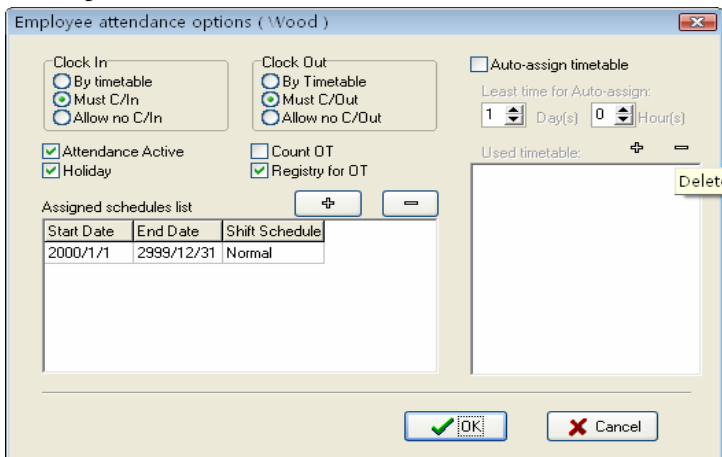 Employee attendance options ( Wood )
Clock In
By timetable
Must C/In
Allow no C/In
Clock Out
By Timetable
Must C/Out
Allow no C/Out
Auto-assign timetable
Least time for Auto-assign:
1 Day(s) 0 Hour(s)
Attendance Active
Holiday
Count OT
Registry for OT
Used timetable:
Delet
Assigned schedules list
Start Date End Date Shift Schedule
2000/1/1 2999/12/31 Normal
OK
Cancel